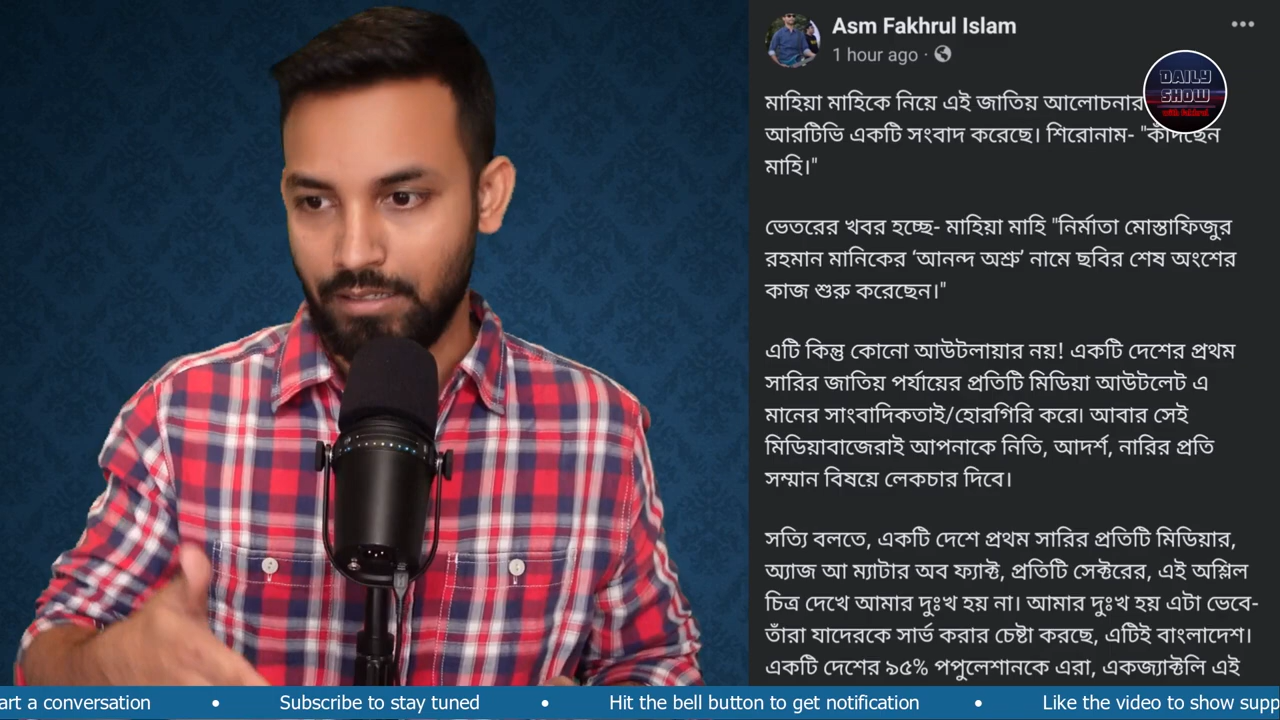 Asm Fakhrul Islam
1 hour ago ·
DAILY
SHOW
with fakhrul
মাহিয়া মাহিকে নিয়ে এই জাতিয় আলোচনার
আরটিভি একটি সংবাদ করেছে। শিরোনাম- "কাঁদছেন
মাহি।"
ভেতরের খবর হচ্ছে- মাহিয়া মাহি "নির্মাতা মোস্তাফিজুর
রহমান মানিকের ‘আনন্দ অশ্রু’ নামে ছবির শেষ অংশের
কাজ শুরু করেছেন।"
এটি কিন্তু কোনো আউটলায়ার নয়! একটি দেশের প্রথম
সারির জাতিয় পর্যায়ের প্রতিটি মিডিয়া আউটলেট এ
মানের সাংবাদিকতাই/হোরগিরি করে। আবার সেই
মিডিয়াবাজেরাই আপনাকে নিতি, আদর্শ, নারির প্রতি
সম্মান বিষয়ে লেকচার দিবে।
সত্যি বলতে, একটি দেশে প্রথম সারির প্রতিটি মিডিয়ার,
অ্যাজ আ ম্যাটার অব ফ্যাক্ট, প্রতিটি সেক্টরের, এই অশ্লিল
চিত্র দেখে আমার দুঃখ হয় না। আমার দুঃখ হয় এটা ভেবে-
তাঁরা যাদেরকে সার্ভ করার চেষ্টা করছে, এটিই বাংলাদেশ।
একটি দেশের ৯৫% পপুলেশানকে এরা, একজ্যাক্টলি এই
art a conversation • Subscribe to stay tuned • Hit the bell button to get notification • Like the video to show supp